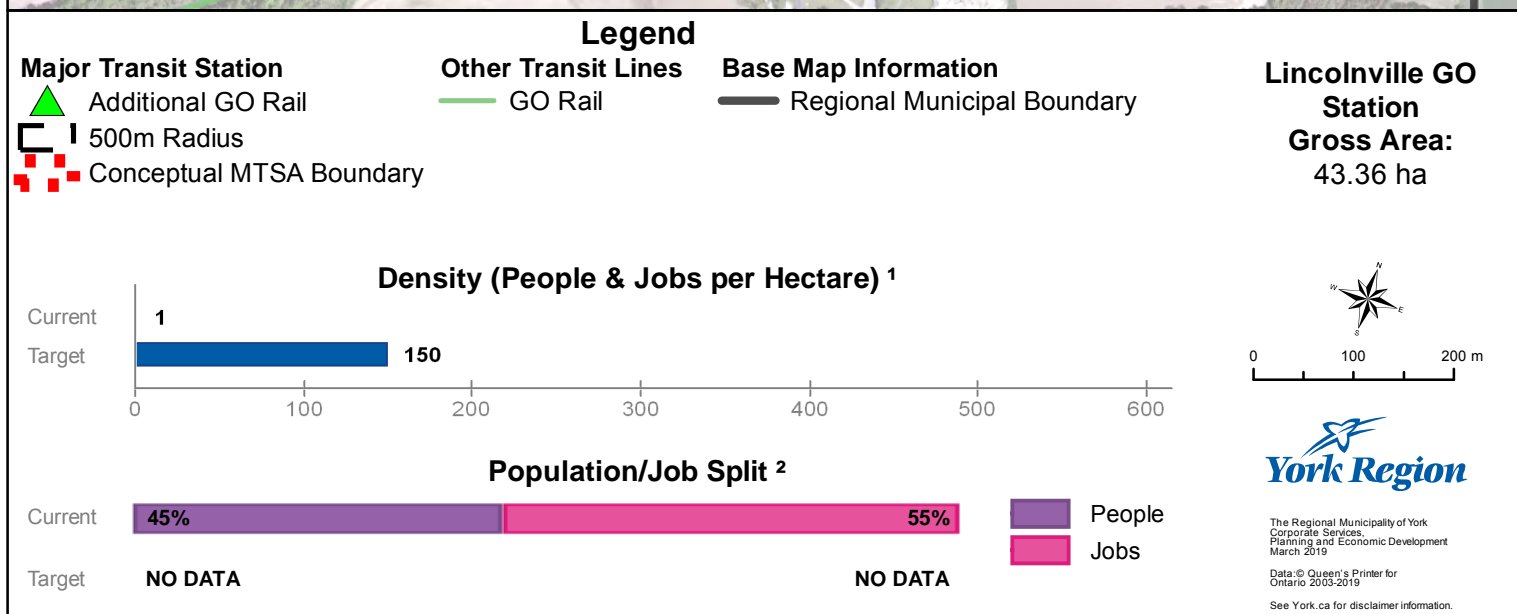 Legend
Major Transit Station
Additional GO Rail
500m Radius
Conceptual MTSA Boundary
Other Transit Lines
GO Rail
Base Map Information
Regional Municipal Boundary
Lincolnville GO
Station
Gross Area:
43.36 ha
Density (People & Jobs per Hectare) ¹
Current 1
Target 150
0 100 200 300 400 500 600
N
W
E
S
0 100 200 m
Population/Job Split ²
Current 45% 55%
Target NO DATA NO DATA
People
Jobs
York Region
The Regional Municipality of York
Corporate Services,
Planning and Economic Development
March 2019
Data:© Queen's Printer for
Ontario 2003-2019
See York.ca for disclaimer information.